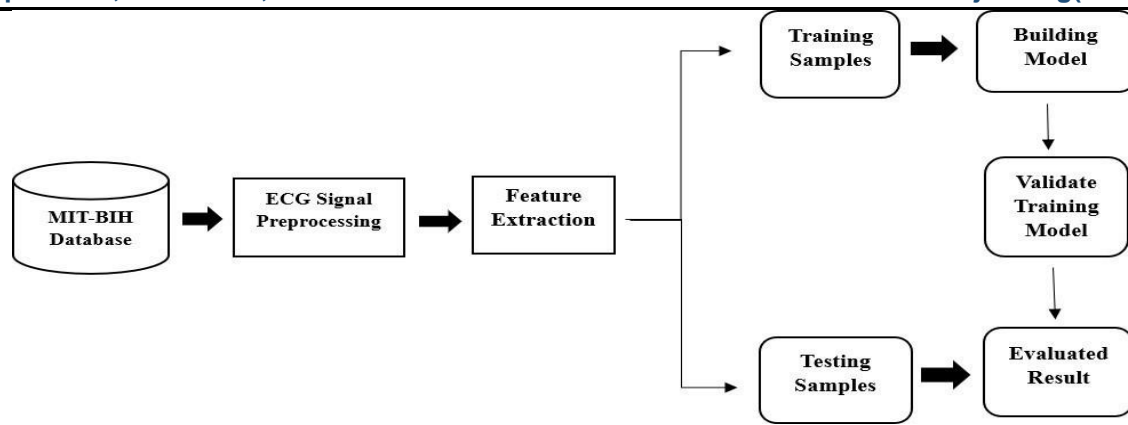 Training
Samples
Building
Model
MIT-BIH
Database
ECG Signal
Preprocessing
Feature
Extraction
Validate
Training
Model
Testing
Samples
Evaluated
Result